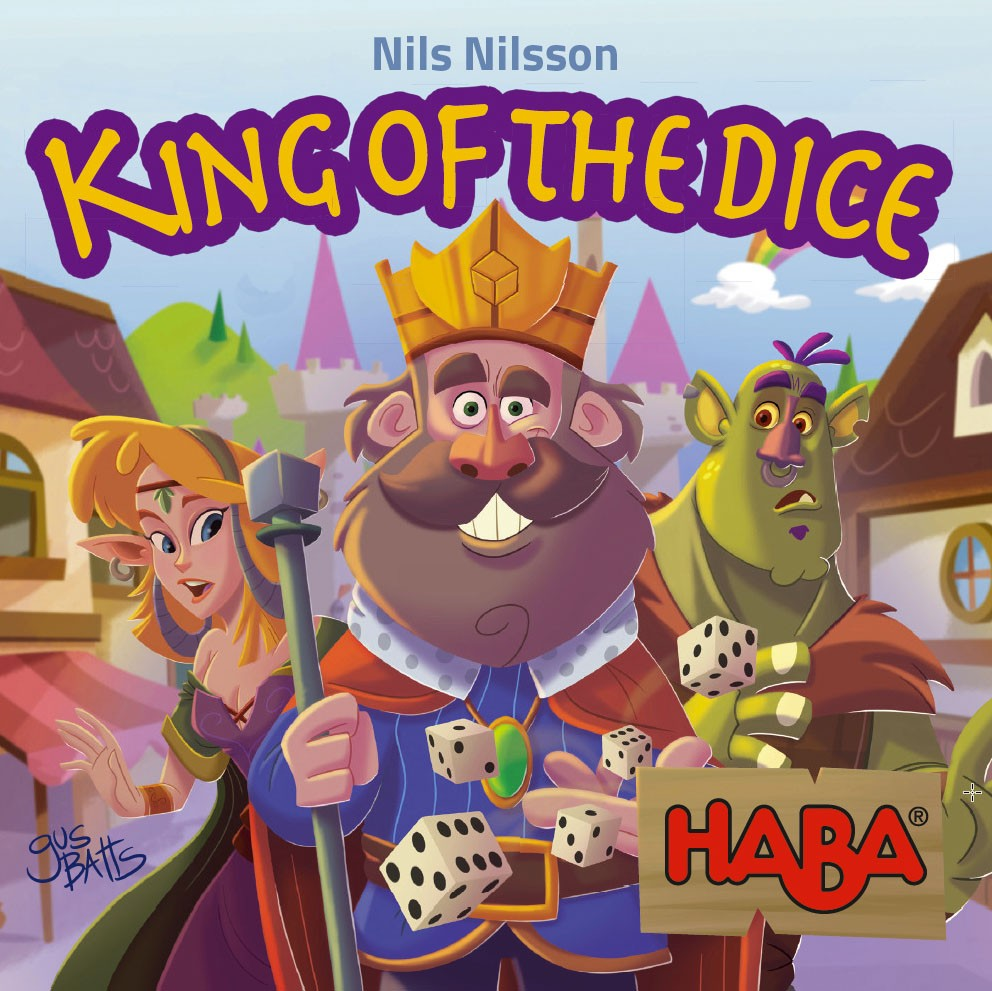 Nils Nilsson
KING OF THE DICE
gus
BATTS
HABA®